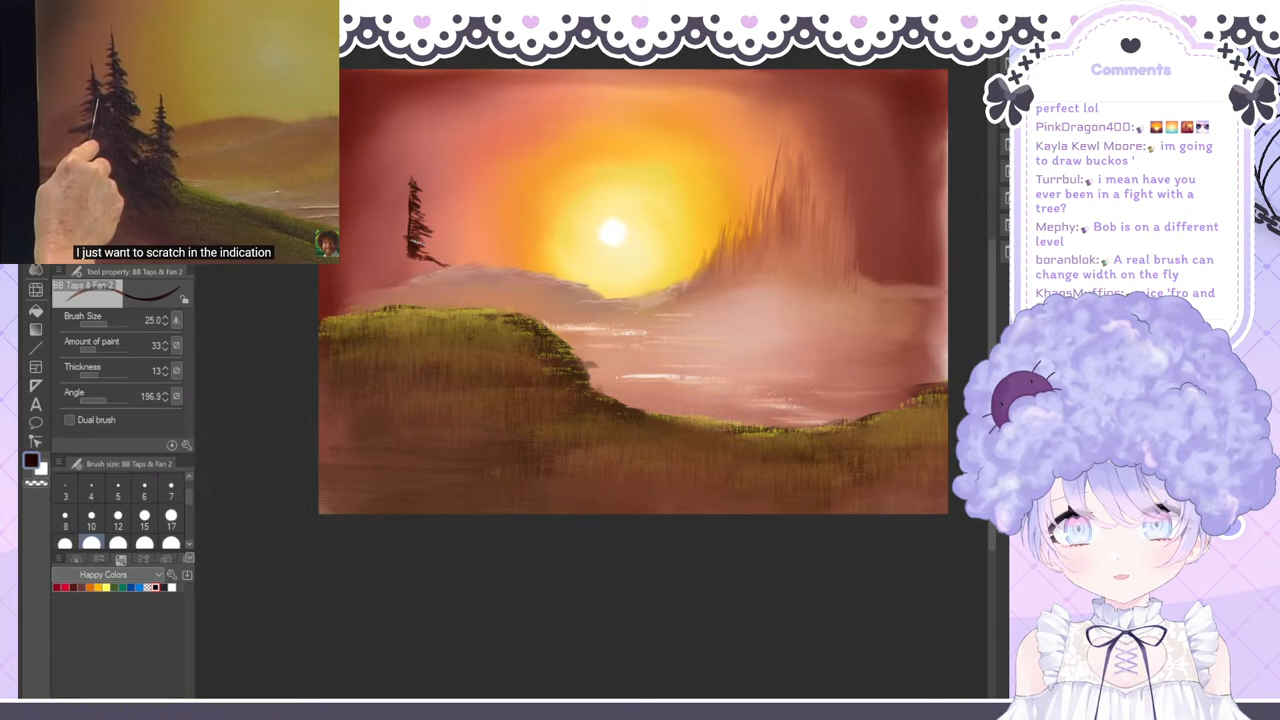 I just want to scratch in the indication
Tool property: BB Taps & Fan 2
BB Taps & Fan 2
Brush Size 25.0
Amount of paint 33
Thickness 13
Angle 196.9
Dual brush
Brush size: BB Taps & Fan 2
3 4 5 6 7
8 10 12 15 17
Happy Colors
Comments
perfect lol
PinkDragon400:
Kayla Kewl Moore: im going
to draw buckos '
Turrbul: i mean have you
ever been in a fight with a
tree?
Mephy: Bob is on a different
level
boranblok: A real brush can
change width on the fly
'fro and